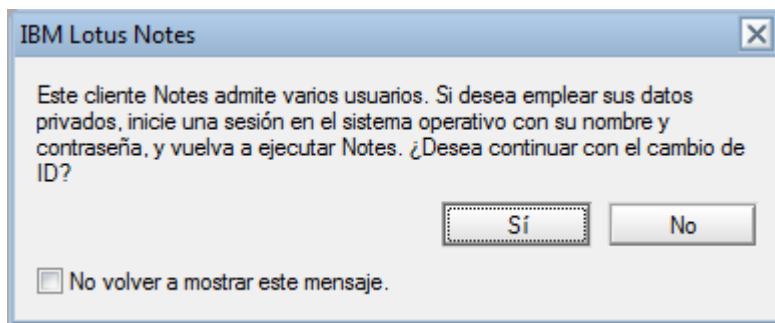 IBM Lotus Notes
Este cliente Notes admite varios usuarios. Si desea emplear sus datos
privados, inicie una sesión en el sistema operativo con su nombre y
contraseña, y vuelva a ejecutar Notes. ¿Desea continuar con el cambio de
ID?
Sí No
No volver a mostrar este mensaje.